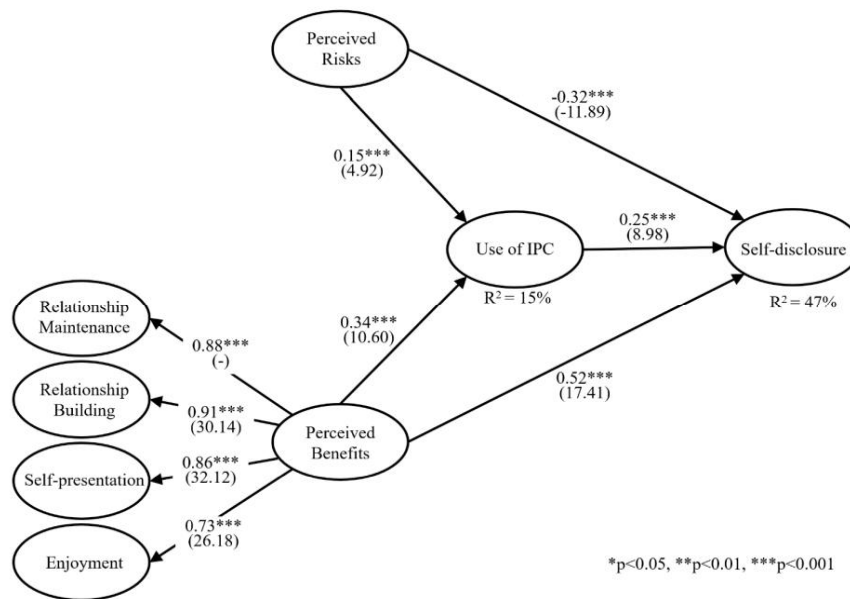 Perceived
Risks
-0.32***
(-11.89)
0.15***
(4.92)
Use of IPC
R² = 15%
0.25***
(8.98)
Self-disclosure
R² = 47%
Relationship
Maintenance
0.88***
(-)
0.34***
(10.60)
0.52***
(17.41)
Relationship
Building
0.91***
(30.14)
Perceived
Benefits
Self-presentation
0.86***
(32.12)
Enjoyment
0.73***
(26.18)
*p<0.05, **p<0.01, ***p<0.001